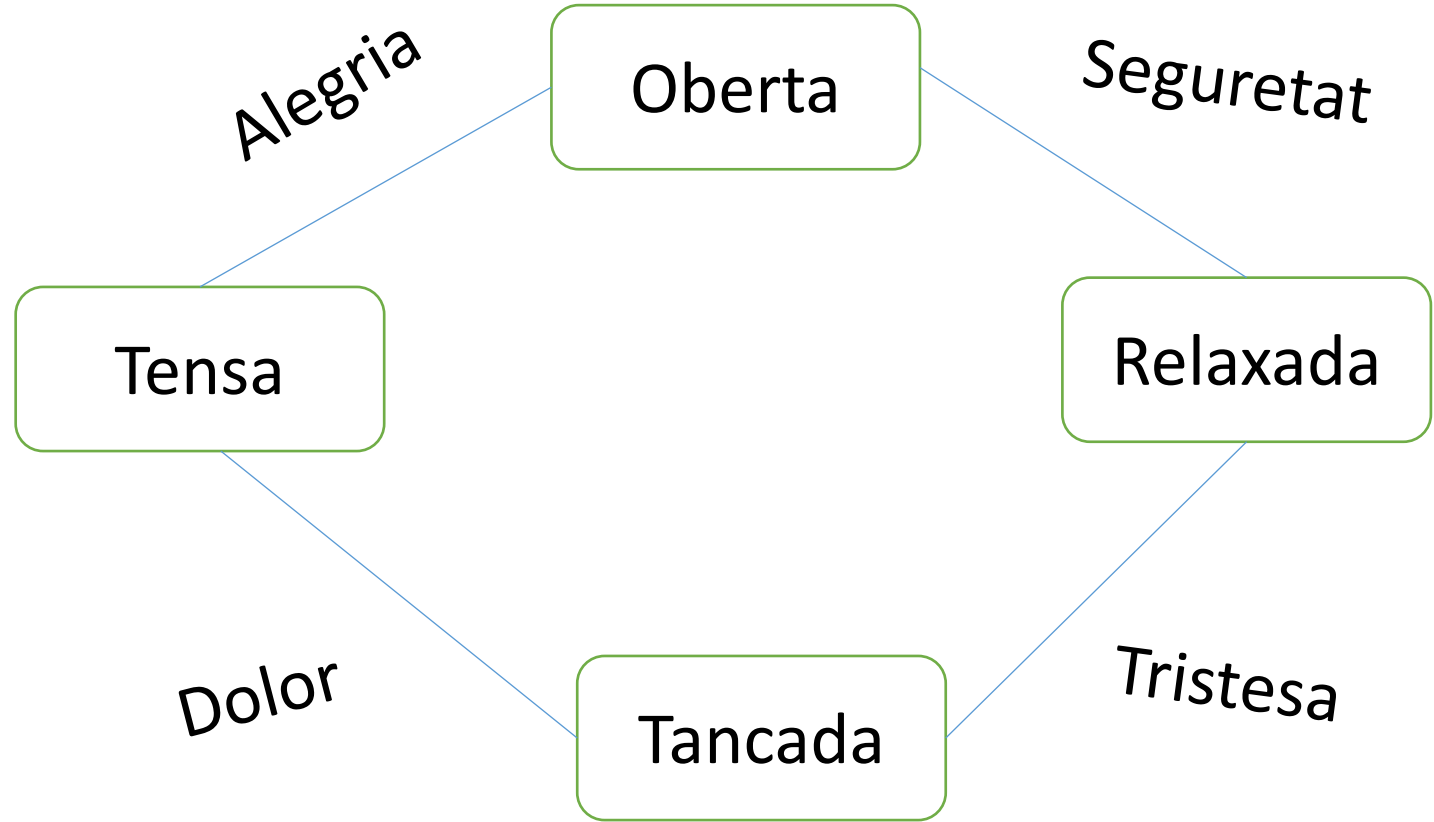 Alegria
Oberta
Seguretat
Tensa
Relaxada
Dolor
Tancada
Tristesa